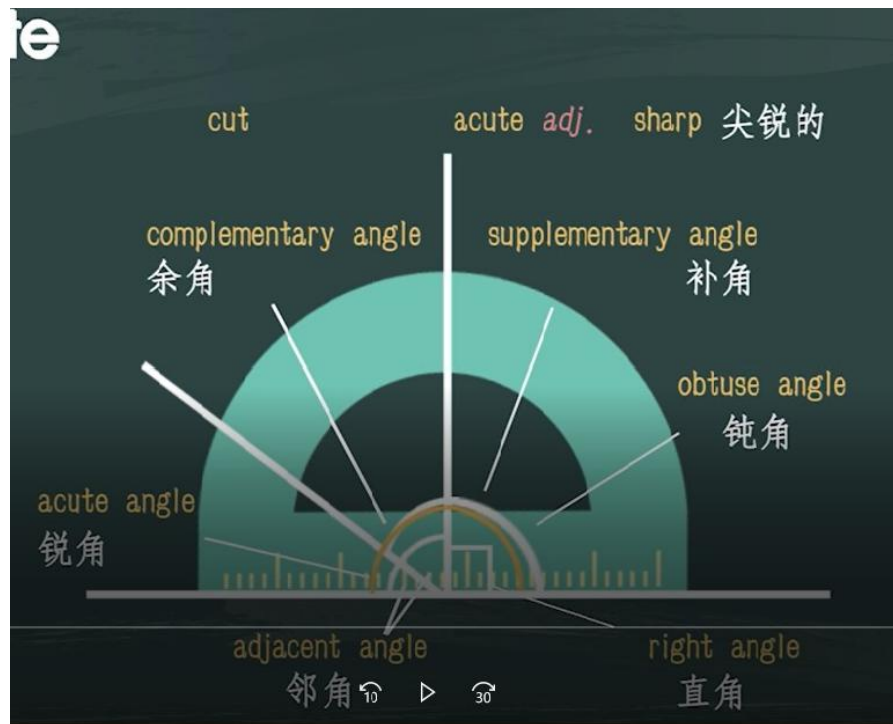 te
cut
acute adj. sharp 尖锐的
complementary angle
余角
supplementary angle
补角
obtuse angle
钝角
acute angle
锐角
adjacent angle
邻角
right angle
直角
10
30